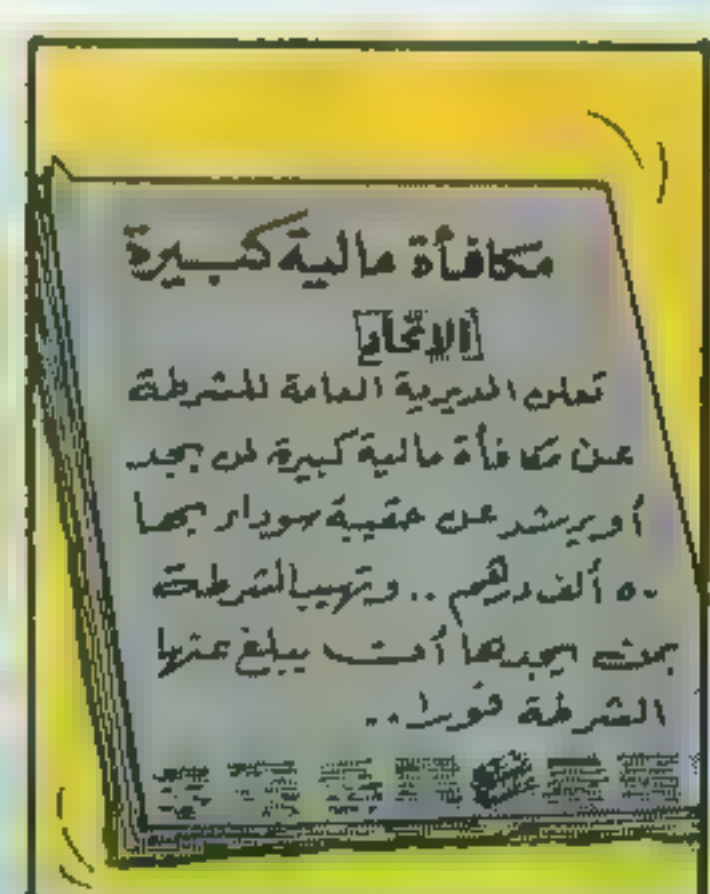 مكافأة مالية كبيرة
الاتحاد
تعلن المديرية العامة للشرطة
عن مكافأة مالية كبيرة لمن يجد
أو يرشد عن حقيبة سوداء بها
٥٠ ألف درهم .. وتهيب الشرطة
بمن يجدها أن يبلغ عنها
الشرطة فورا ..